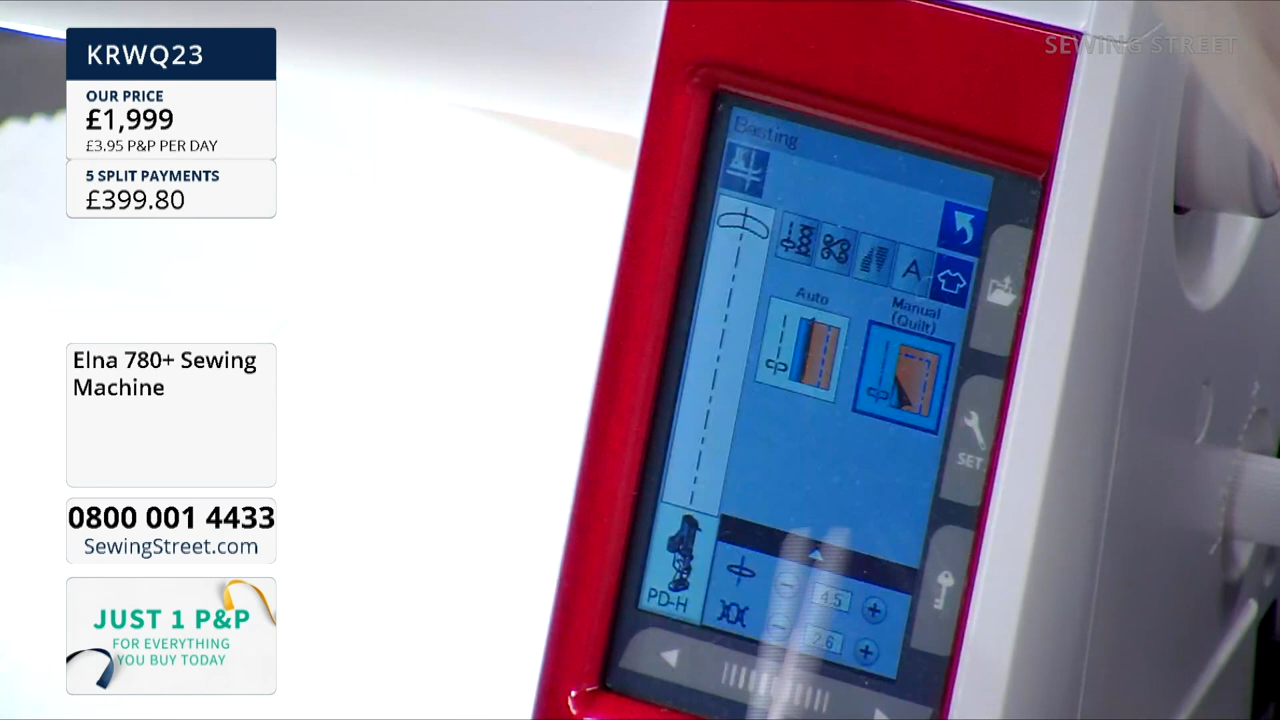 KRWQ23
OUR PRICE
£1,999
£3.95 P&P PER DAY
5 SPLIT PAYMENTS
£399.80
Elna 780+ Sewing
Machine
0800 001 4433
SewingStreet.com
JUST 1 P&P
FOR EVERYTHING
YOU BUY TODAY
SEWING STREET
Basting
A
Auto
Manual
(Quilt)
SET
PD-H
4.5
2.6